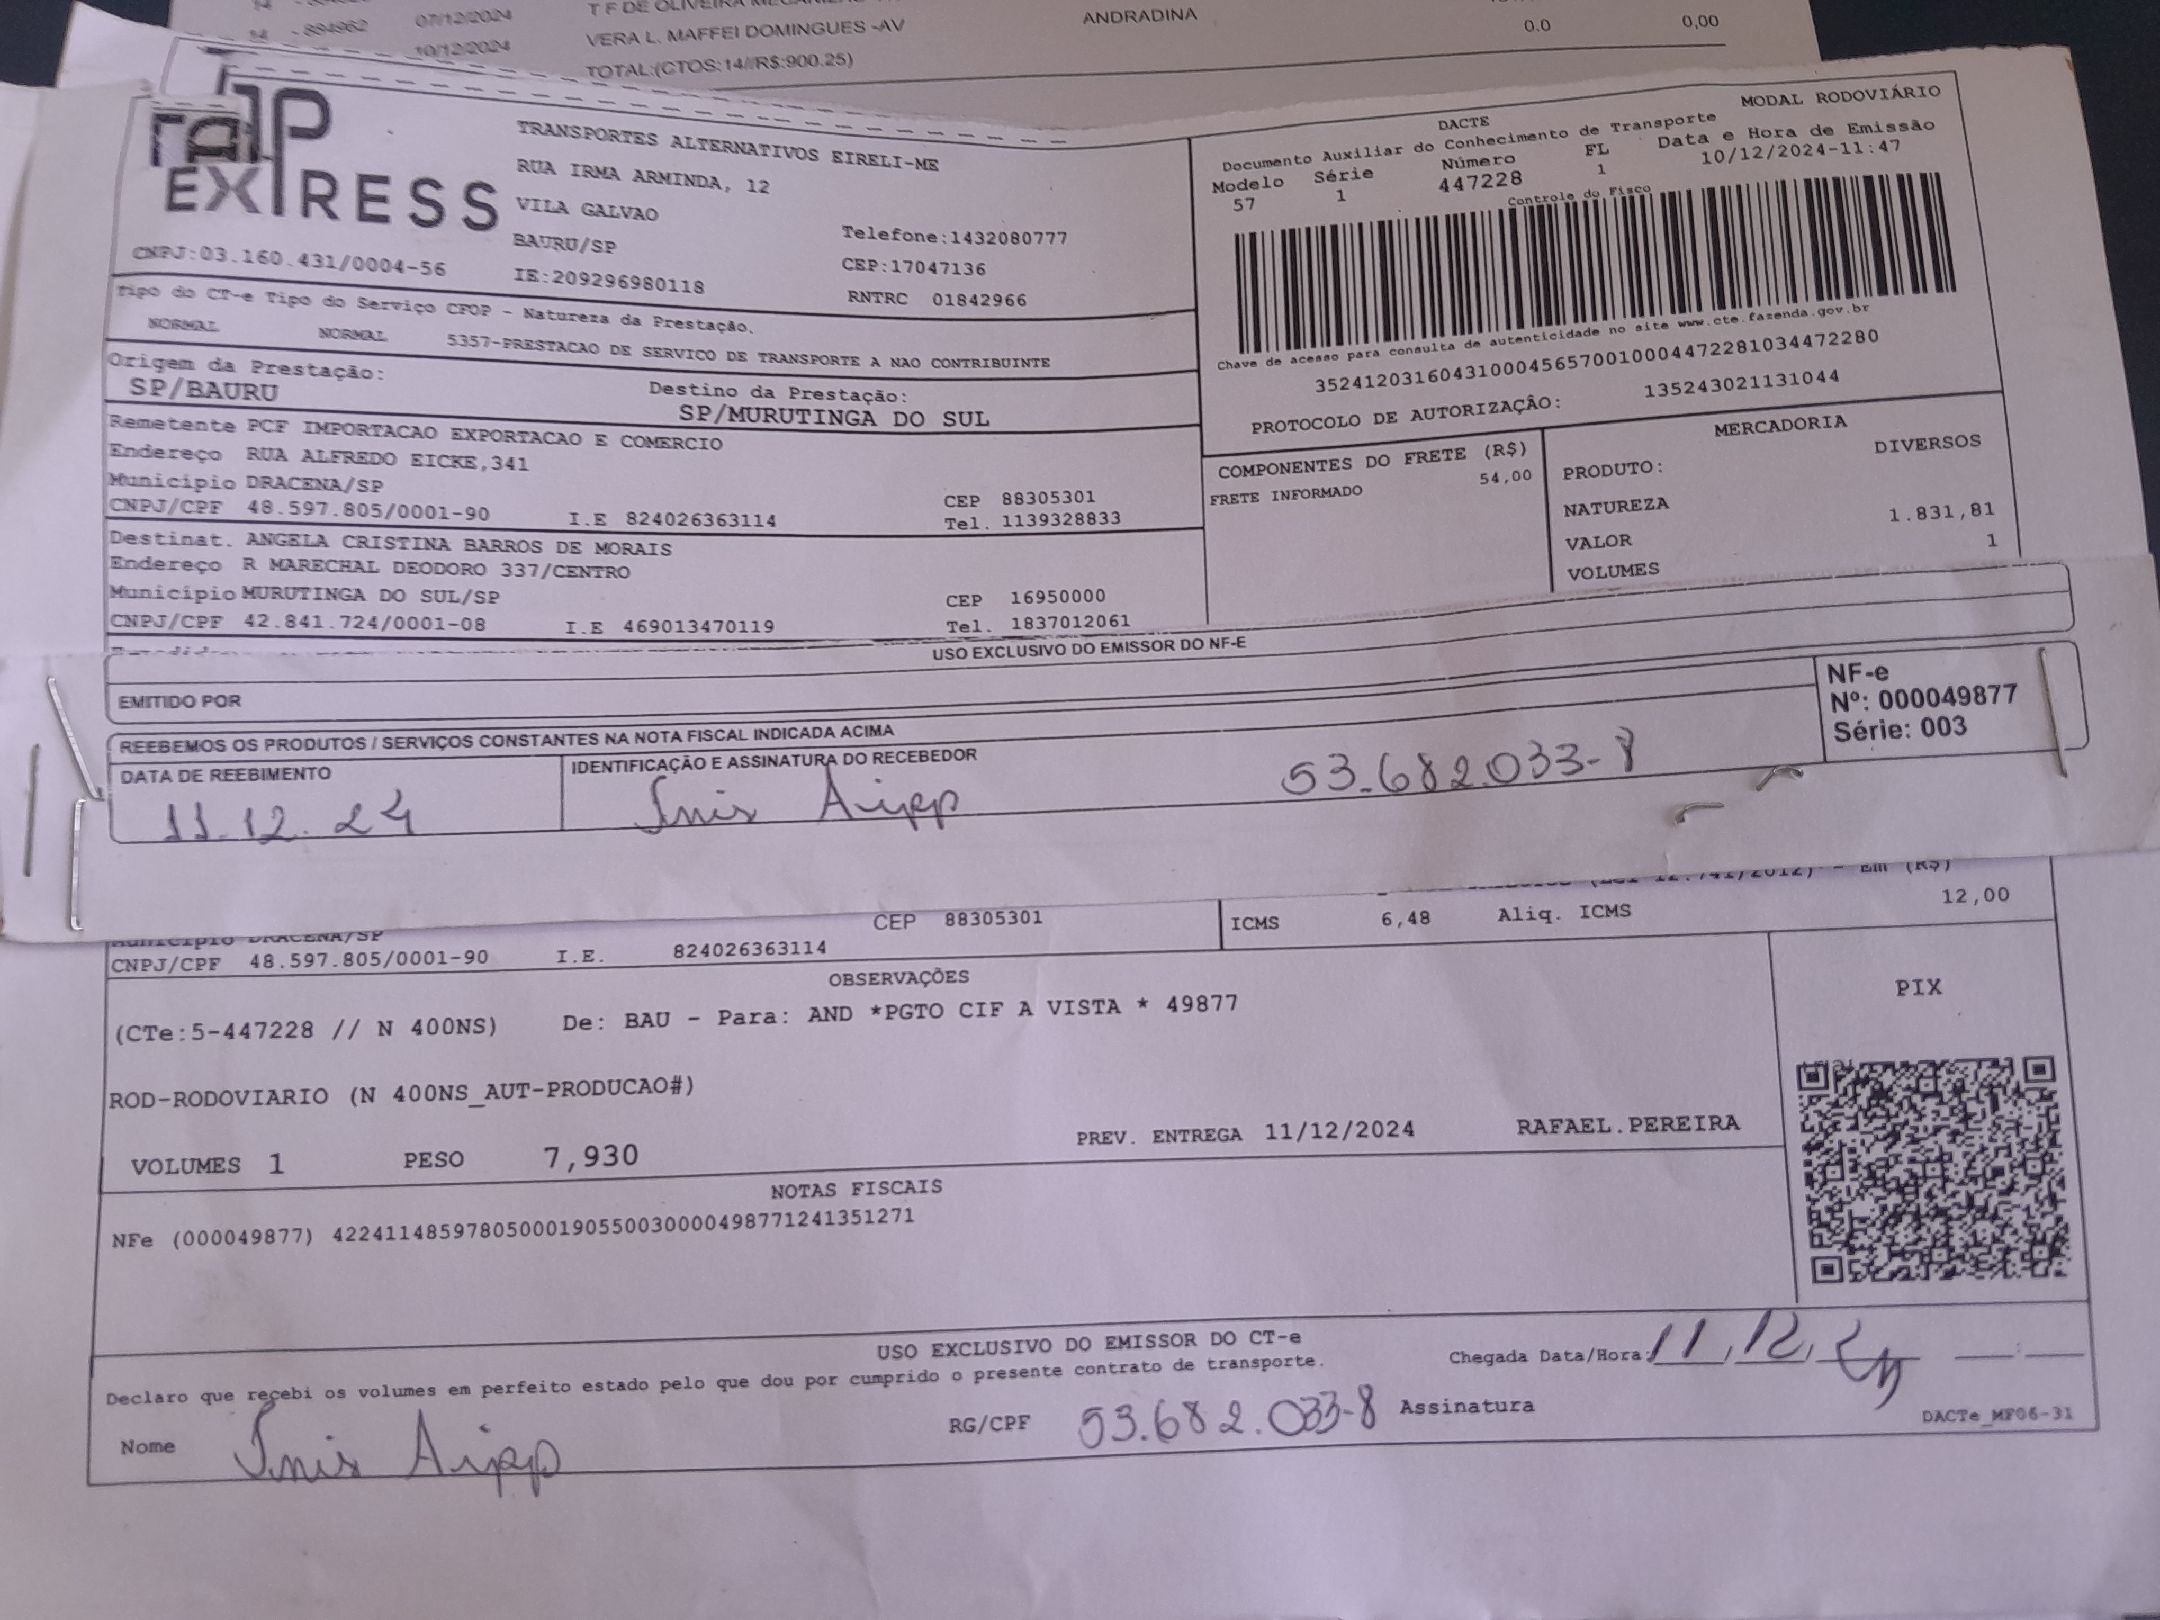 07/12/2024
- 884962 ANDRADINA 0.0 0,00
10/12/2024 VERA L. MAFFEI DOMINGUES -AV
TOTAL:(CTOS:14//R$:900.25)
EXPRESS
CNPJ:03.160.431/0004-56
TRANSPORTES ALTERNATIVOS EIRELI-ME
RUA IRMA ARMINDA, 12
VILA GALVAO
BAURU/SP
IE:209296980118
Telefone:1432080777
CEP:17047136
RNTRC 01842966
DACTE MODAL RODOVIÁRIO
Documento Auxiliar do Conhecimento de Transporte
Modelo Série Número FL Data e Hora de Emissão
57 1 447228 1 10/12/2024-11:47
Controle do Fisco
Chave de acesso para consulta de autenticidade no site www.cte.fazenda.gov.br
35241203160431000456570010004472281034472280
PROTOCOLO DE AUTORIZAÇÂO: 135243021131044
Tipo do CT-e Tipo do Serviço CFOP - Natureza da Prestação.
NORMAL NORMAL 5357-PRESTACAO DE SERVICO DE TRANSPORTE A NAO CONTRIBUINTE
Origem da Prestação: Destino da Prestação:
SP/BAURU SP/MURUTINGA DO SUL
Remetente PCF IMPORTACAO EXPORTACAO E COMERCIO
Endereço RUA ALFREDO EICKE,341
Município DRACENA/SP CEP 88305301
CNPJ/CPF 48.597.805/0001-90 I.E 824026363114 Tel. 1139328833
Destinat. ANGELA CRISTINA BARROS DE MORAIS
Endereço R MARECHAL DEODORO 337/CENTRO
Município MURUTINGA DO SUL/SP CEP 16950000
CNPJ/CPF 42.841.724/0001-08 I.E 469013470119 Tel. 1837012061
COMPONENTES DO FRETE (R$)
FRETE INFORMADO 54,00
MERCADORIA
PRODUTO: DIVERSOS
NATUREZA
VALOR 1.831,81
VOLUMES 1
USO EXCLUSIVO DO EMISSOR DO NF-E
EMITIDO POR
REEBEMOS OS PRODUTOS / SERVIÇOS CONSTANTES NA NOTA FISCAL INDICADA ACIMA
DATA DE REEBIMENTO IDENTIFICAÇÃO E ASSINATURA DO RECEBEDOR
11.12.24 53.682.033-8
NF-e
Nº: 000049877
Série: 003
Município DRACENA/SP CEP 88305301
CNPJ/CPF 48.597.805/0001-90 I.E. 824026363114
(Lei 12.741/2012) - Em (R$)
ICMS 6,48 Aliq. ICMS 12,00
OBSERVAÇÕES
(CTe:5-447228 // N 400NS) De: BAU - Para: AND *PGTO CIF A VISTA * 49877
ROD-RODOVIARIO (N 400NS_AUT-PRODUCAO#)
VOLUMES 1 PESO 7,930 PREV. ENTREGA 11/12/2024 RAFAEL.PEREIRA
PIX
NOTAS FISCAIS
NFe (000049877) 42241148597805000190550030000498771241351271
USO EXCLUSIVO DO EMISSOR DO CT-e
Declaro que recebi os volumes em perfeito estado pelo que dou por cumprido o presente contrato de transporte.
Chegada Data/Hora: 11,12,24
Nome RG/CPF 53.682.033-8 Assinatura
DACTe_MF06-31